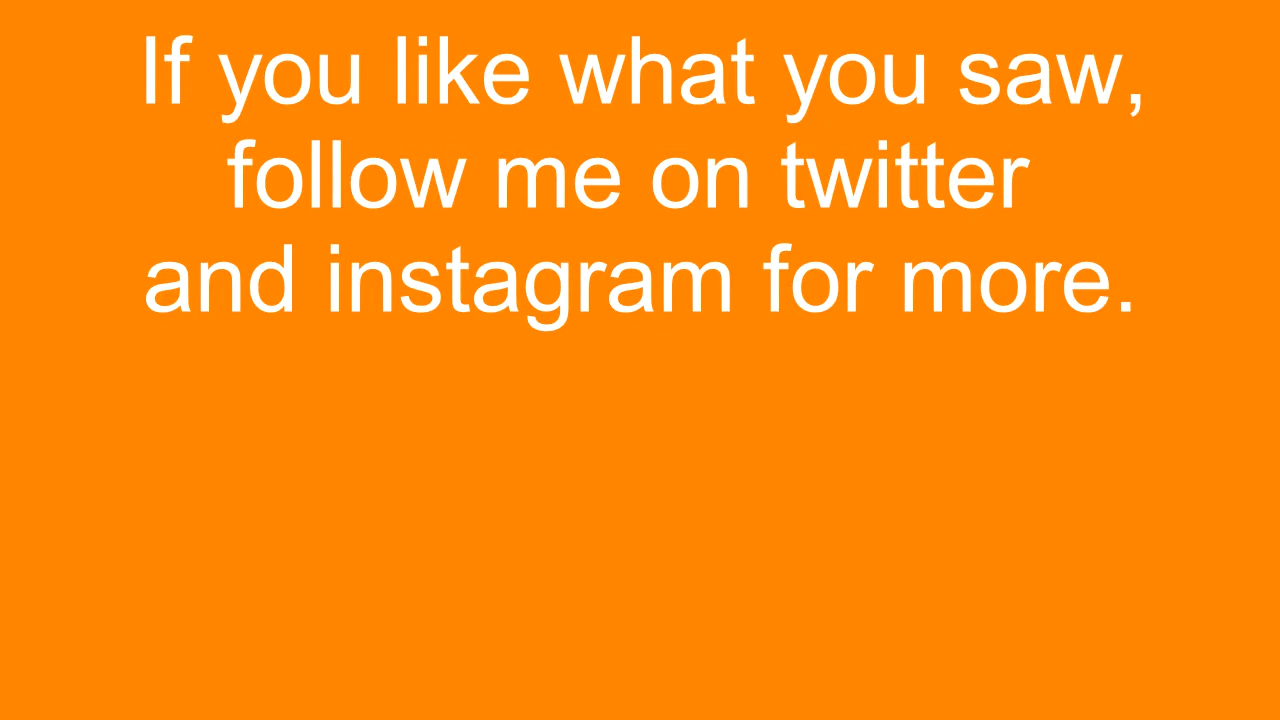 If you like what you saw,
follow me on twitter
and instagram for more.